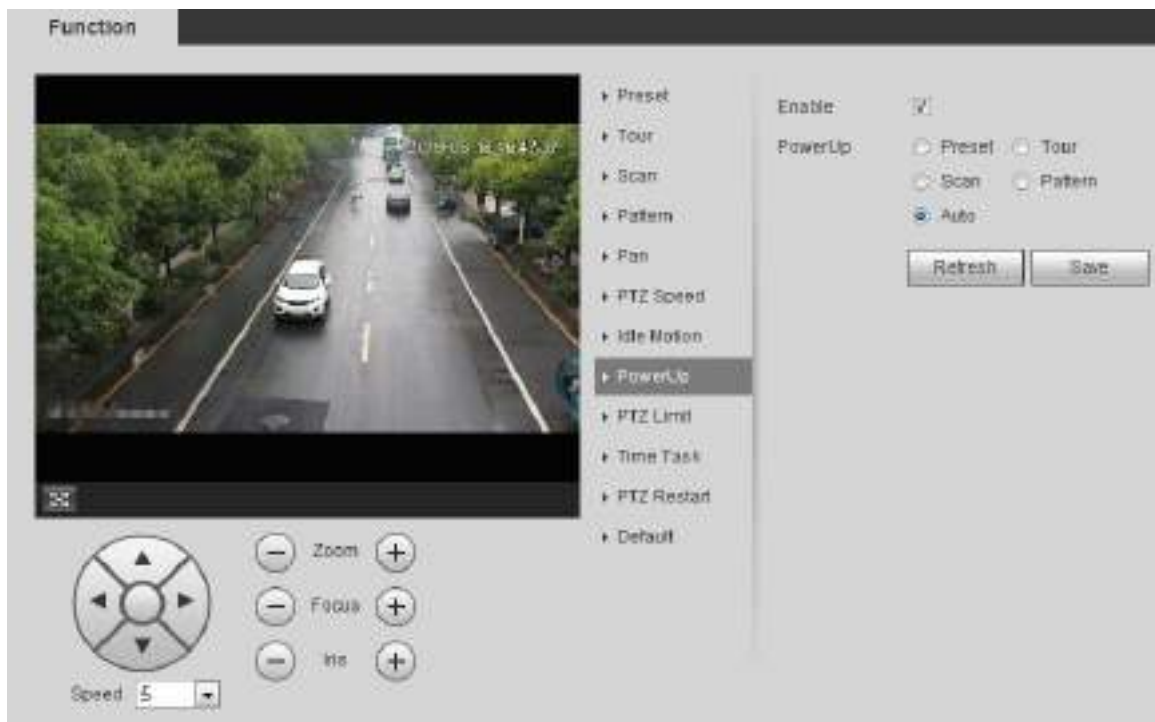 Function
Preset
Tour
Scan
Pattern
Pan
PTZ Speed
Idle Motion
PowerUp
PTZ Limit
Time Task
PTZ Restart
Default
Enable
PowerUp
Preset
Tour
Scan
Pattern
Auto
Refresh
Save
Zoom
Focus
Iris
Speed 5